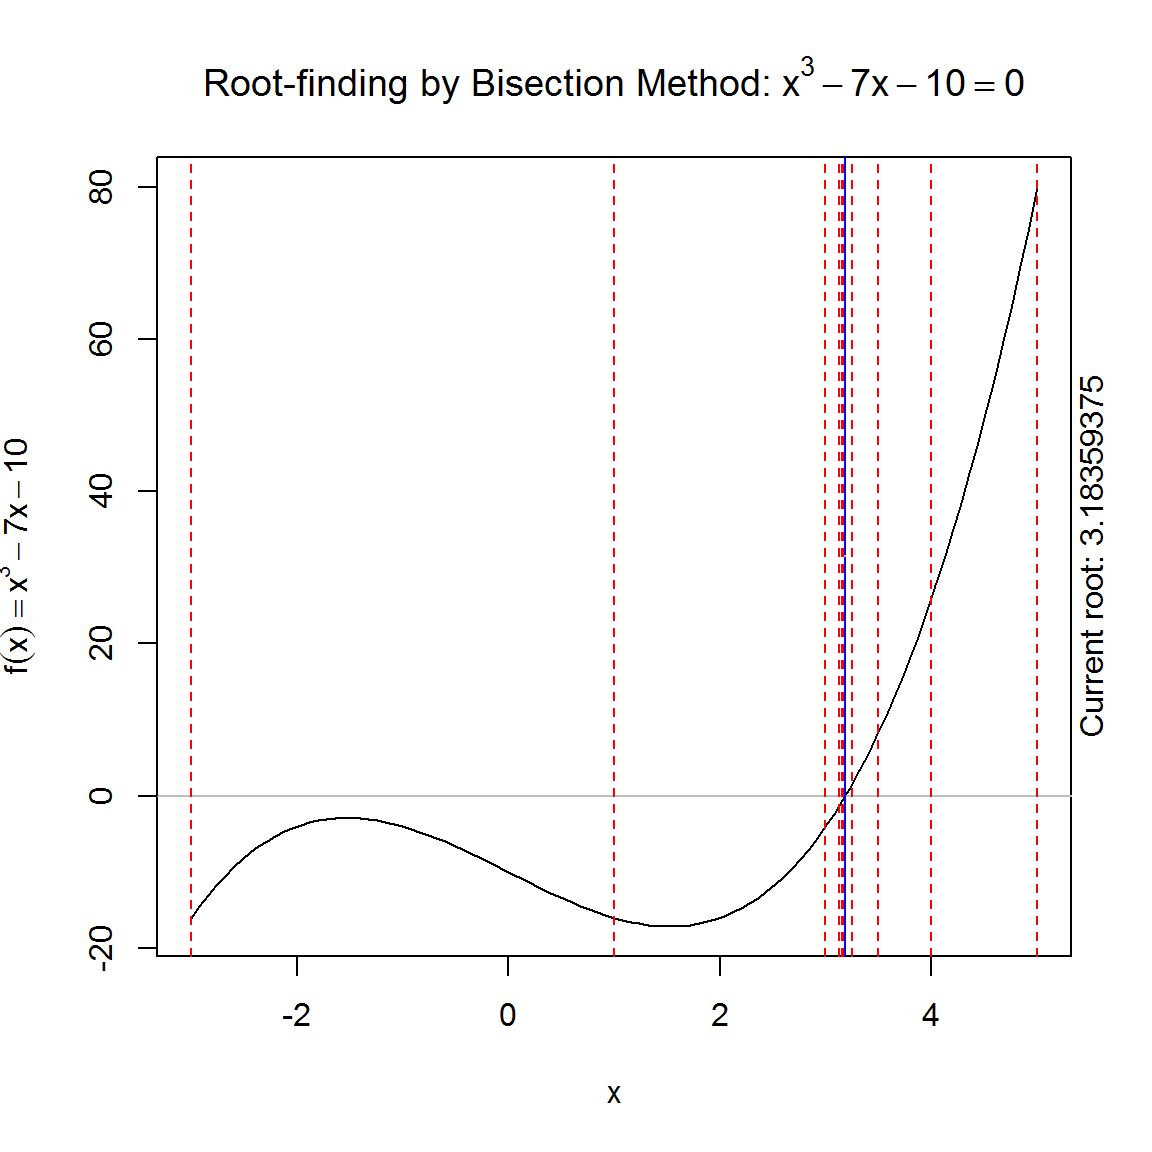 Root-finding by Bisection Method: x³ − 7x − 10 = 0
f(x) = x³ − 7x − 10
80
60
40
20
0
-20
-2
0
2
4
x
Current root: 3.18359375